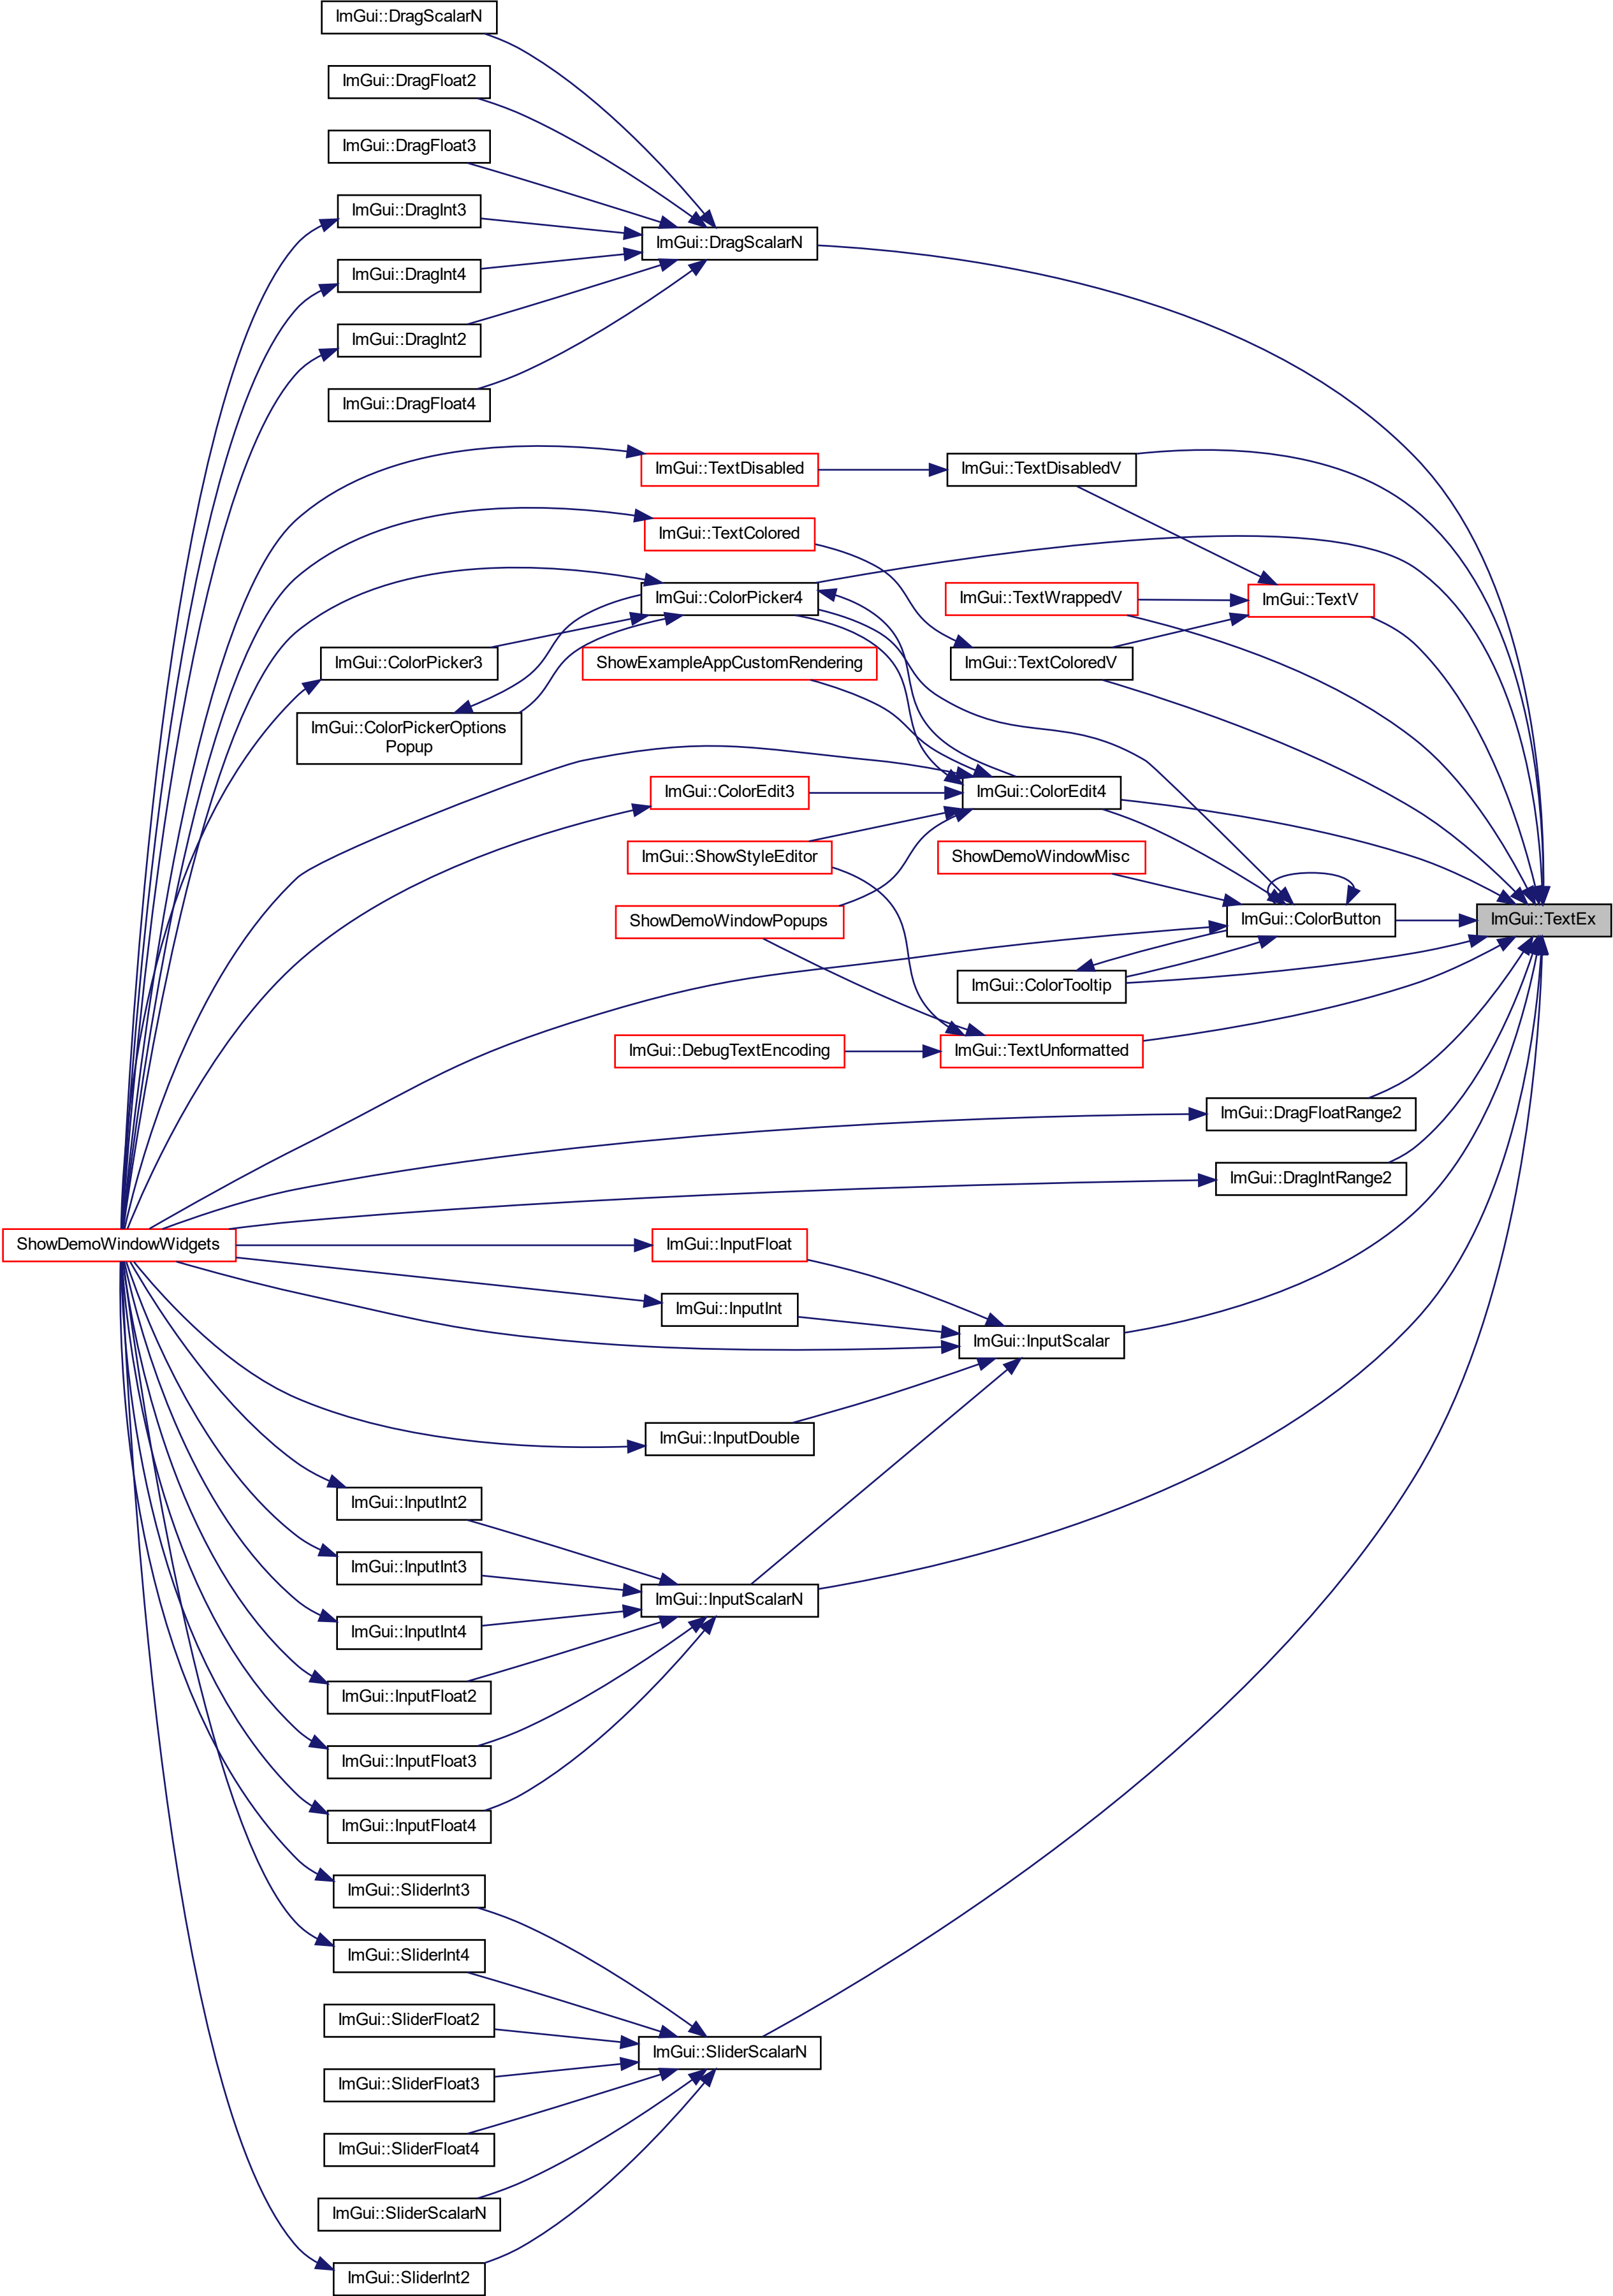 ImGui::DragScalarN
ImGui::DragFloat2
ImGui::DragFloat3
ImGui::DragInt3
ImGui::DragScalarN
ImGui::DragInt4
ImGui::DragInt2
ImGui::DragFloat4
ImGui::TextDisabled
ImGui::TextDisabledV
ImGui::TextColored
ImGui::ColorPicker4
ImGui::TextWrappedV
ImGui::TextV
ImGui::ColorPicker3
ShowExampleAppCustomRendering
ImGui::TextColoredV
ImGui::ColorPickerOptions
Popup
ImGui::ColorEdit3
ImGui::ColorEdit4
ImGui::ShowStyleEditor
ShowDemoWindowMisc
ShowDemoWindowPopups
ImGui::ColorButton
ImGui::TextEx
ImGui::ColorTooltip
ImGui::DebugTextEncoding
ImGui::TextUnformatted
ImGui::DragFloatRange2
ImGui::DragIntRange2
ShowDemoWindowWidgets
ImGui::InputFloat
ImGui::InputInt
ImGui::InputScalar
ImGui::InputDouble
ImGui::InputInt2
ImGui::InputInt3
ImGui::InputScalarN
ImGui::InputInt4
ImGui::InputFloat2
ImGui::InputFloat3
ImGui::InputFloat4
ImGui::SliderInt3
ImGui::SliderInt4
ImGui::SliderFloat2
ImGui::SliderScalarN
ImGui::SliderFloat3
ImGui::SliderFloat4
ImGui::SliderScalarN
ImGui::SliderInt2